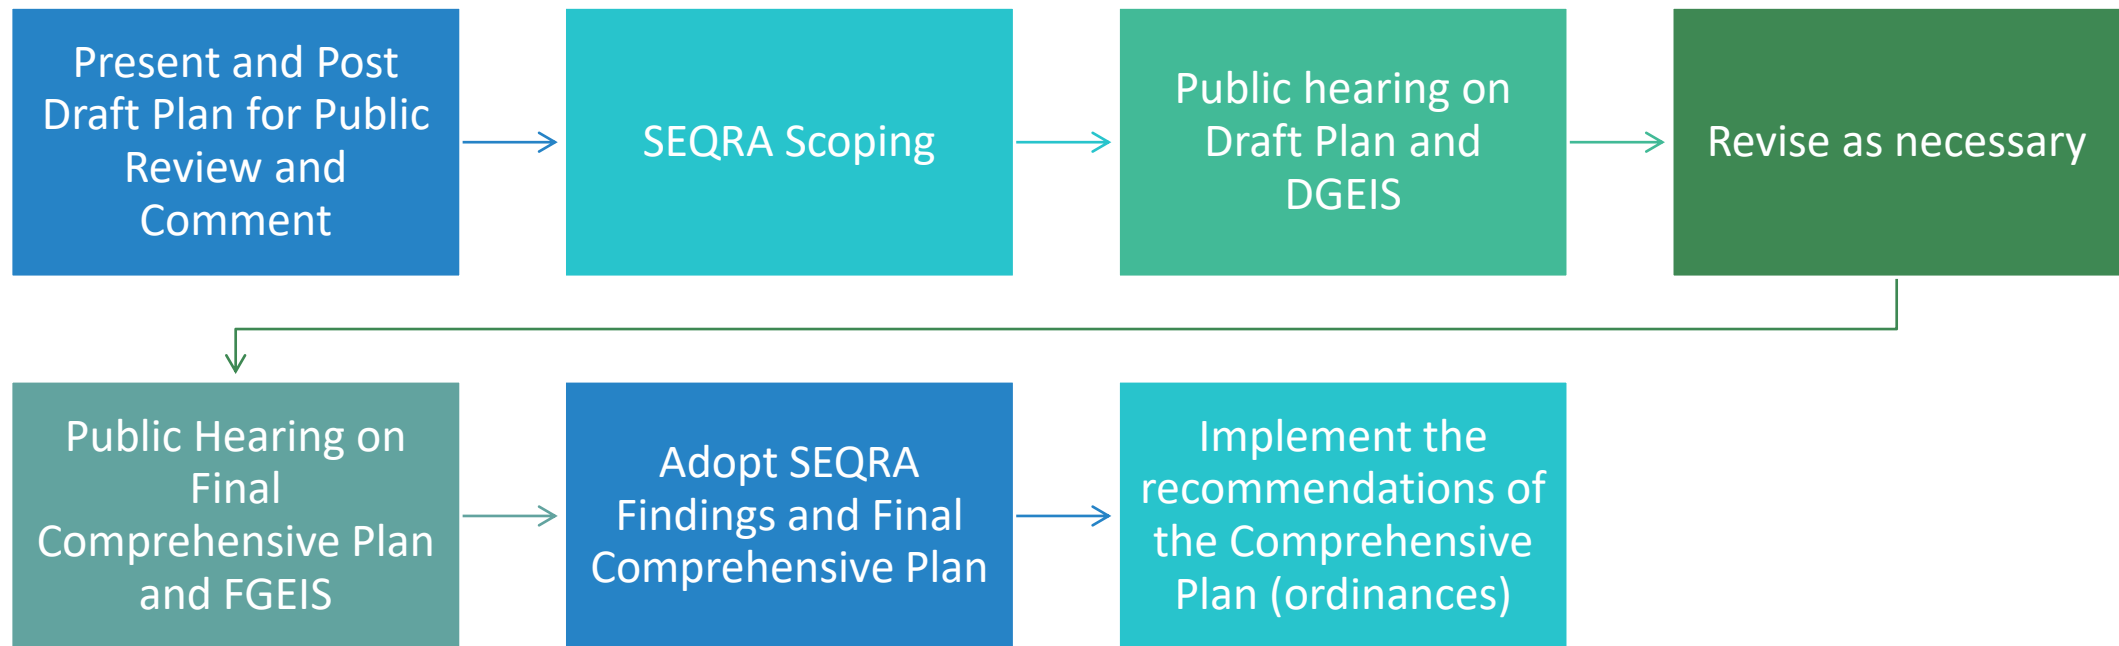 Present and Post
Draft Plan for Public
Review and
Comment
SEQRA Scoping
Public hearing on
Draft Plan and
DGEIS
Revise as necessary
Public Hearing on
Final
Comprehensive Plan
and FGEIS
Adopt SEQRA
Findings and Final
Comprehensive Plan
Implement the
recommendations of
the Comprehensive
Plan (ordinances)